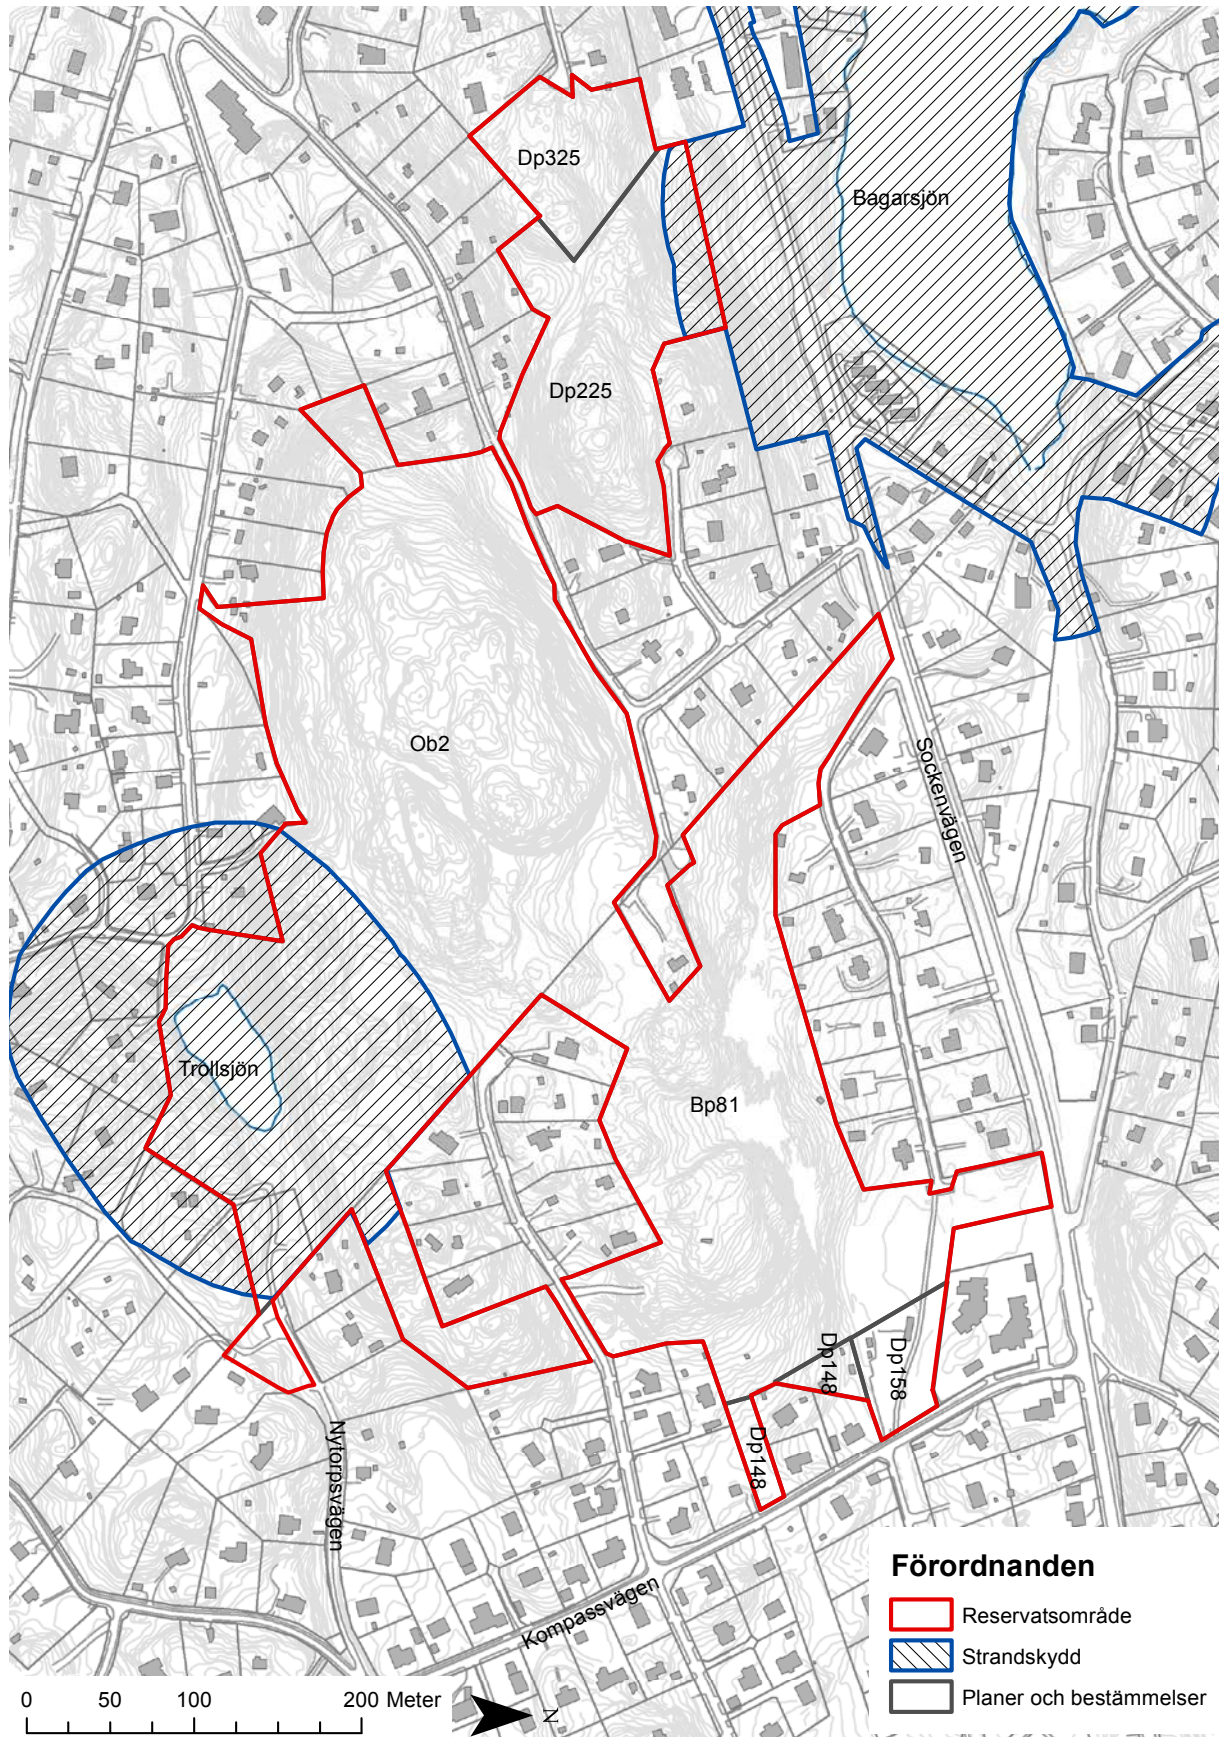 Dp325
Bagarsjön
Dp225
Ob2
Sockenvägen
Trollsjön
Bp81
Dp148
Dp158
Dp148
Nytorpsvägen
Kompassvägen
Förordnanden
Reservatsområde
Strandskydd
Planer och bestämmelser
0 50 100 200 Meter
N